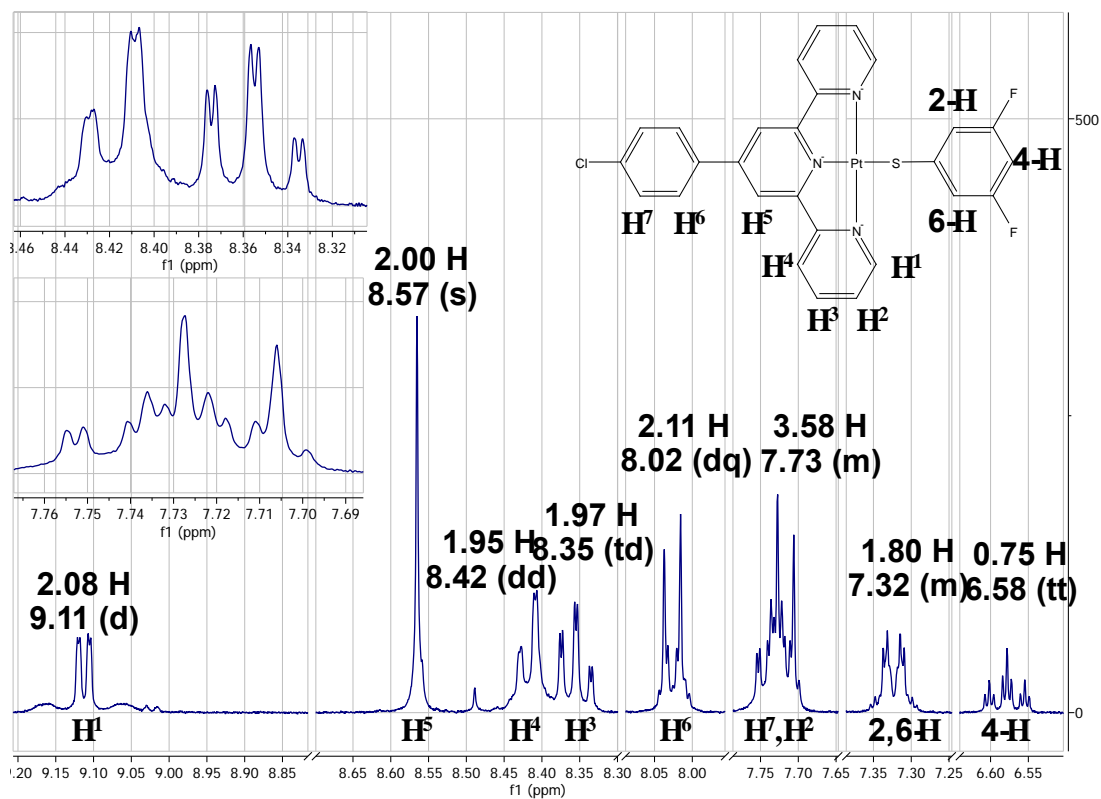 8.46 8.44 8.42 8.40 8.38 8.36 8.34 8.32
f1 (ppm)
7.76 7.75 7.74 7.73 7.72 7.71 7.70 7.69
f1 (ppm)
N-
Cl
N-
Pt
S
N-
F
F
2-H
4-H
6-H
H7
H6
H5
H4
H3
H2
H1
500
0
2.08 H
9.11 (d)
2.00 H
8.57 (s)
1.95 H
8.42 (dd)
1.97 H
8.35 (td)
2.11 H
8.02 (dq)
3.58 H
7.73 (m)
1.80 H
7.32 (m)
0.75 H
6.58 (tt)
H1
H5
H4
H3
H6
H7,H2
2,6-H
4-H
.20 9.15 9.10 9.05 9.00 8.95 8.90 8.85 8.65 8.55 8.50 8.45 8.40 8.35 8.30 8.05 8.00 7.75 7.70 7.65 7.35 7.30 7.25 6.60 6.55
f1 (ppm)